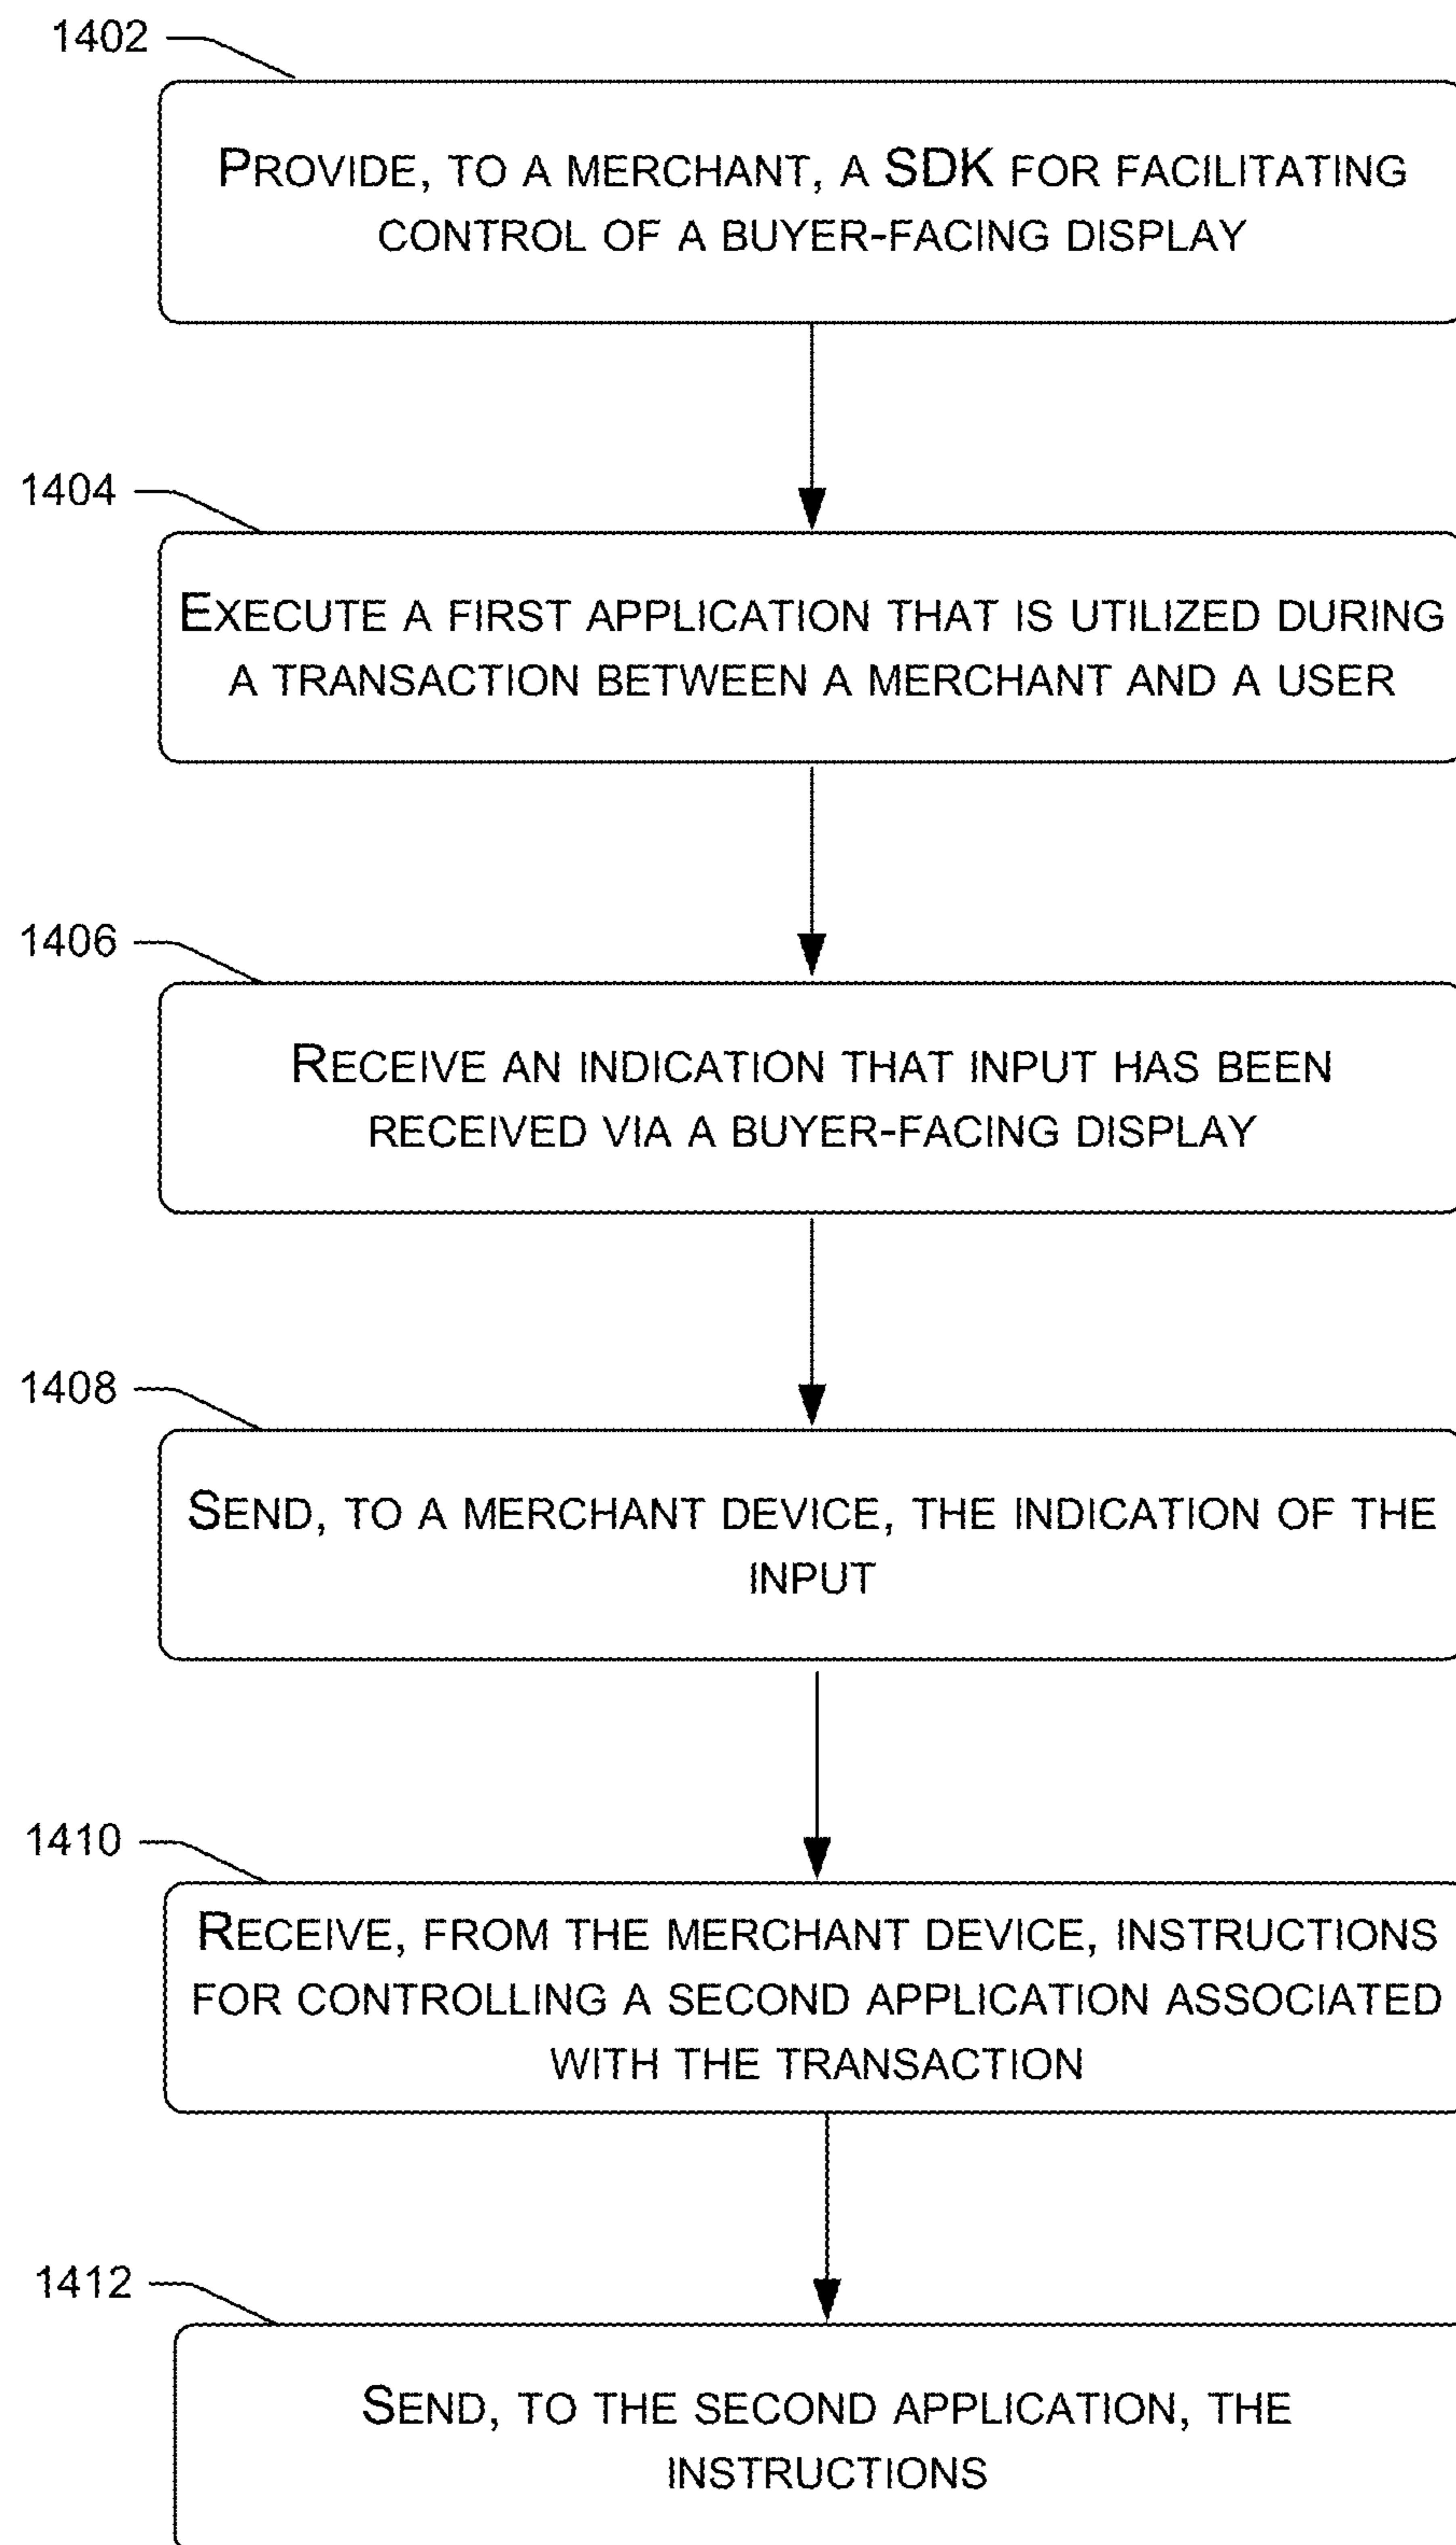 1402
PROVIDE, TO A MERCHANT, A SDK FOR FACILITATING
CONTROL OF A BUYER-FACING DISPLAY
1404
EXECUTE A FIRST APPLICATION THAT IS UTILIZED DURING
A TRANSACTION BETWEEN A MERCHANT AND A USER
1406
RECEIVE AN INDICATION THAT INPUT HAS BEEN
RECEIVED VIA A BUYER-FACING DISPLAY
1408
SEND, TO A MERCHANT DEVICE, THE INDICATION OF THE
INPUT
1410
RECEIVE, FROM THE MERCHANT DEVICE, INSTRUCTIONS
FOR CONTROLLING A SECOND APPLICATION ASSOCIATED
WITH THE TRANSACTION
1412
SEND, TO THE SECOND APPLICATION, THE
INSTRUCTIONS